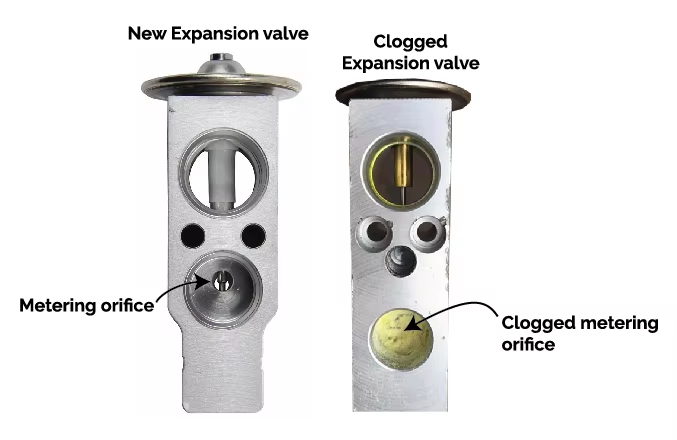 New Expansion valve
Clogged
Expansion valve
Metering orifice
Clogged metering
orifice